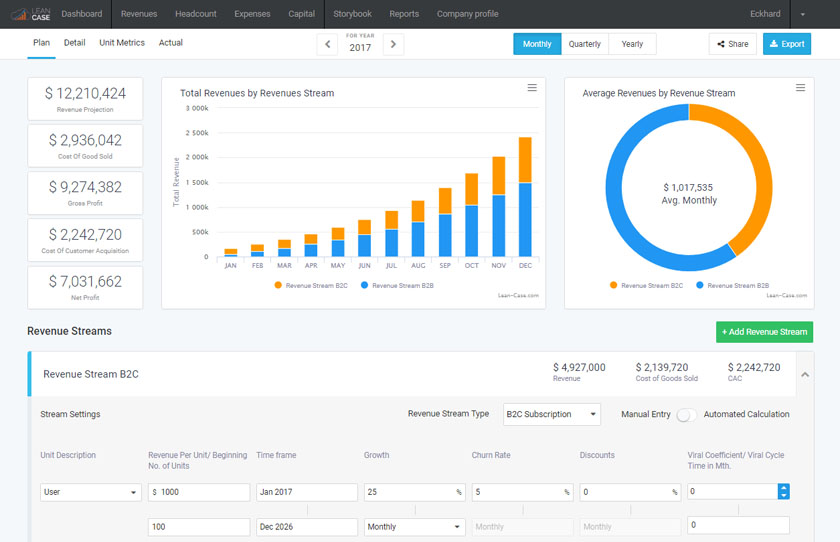 LEAN CASE Dashboard Revenues Headcount Expenses Capital Storybook Reports Company profile Eckhard
Plan Detail Unit Metrics Actual
FOR YEAR
2017
Monthly Quarterly Yearly
Share Export
$ 12,210,424
Revenue Projection
$ 2,936,042
Cost Of Good Sold
$ 9,274,382
Gross Profit
$ 2,242,720
Cost Of Customer Acquisition
$ 7,031,662
Net Profit
Total Revenues by Revenues Stream
Total Revenue
3 000k
2 500k
2 000k
1 500k
1 000k
500k
0
JAN FEB MAR APR MAY JUN JUL AUG SEP OCT NOV DEC
Revenue Stream B2C Revenue Stream B2B
Lean-Case.com
Average Revenues by Revenue Stream
$ 1,017,535
Avg. Monthly
Revenue Stream B2C Revenue Stream B2B
Lean-Case.com
Revenue Streams
+ Add Revenue Stream
Revenue Stream B2C
$ 4,927,000 $ 2,139,720 $ 2,242,720
Revenue Cost of Goods Sold CAC
Stream Settings Revenue Stream Type B2C Subscription Manual Entry Automated Calculation
Unit Description Revenue Per Unit/ Beginning Time frame Growth Churn Rate Discounts Viral Coefficient/ Viral Cycle
No. of Units Time in Mth.
User $ 1000 Jan 2017 25 % 5 % 0 % 0
100 Dec 2026 Monthly Monthly Monthly 0